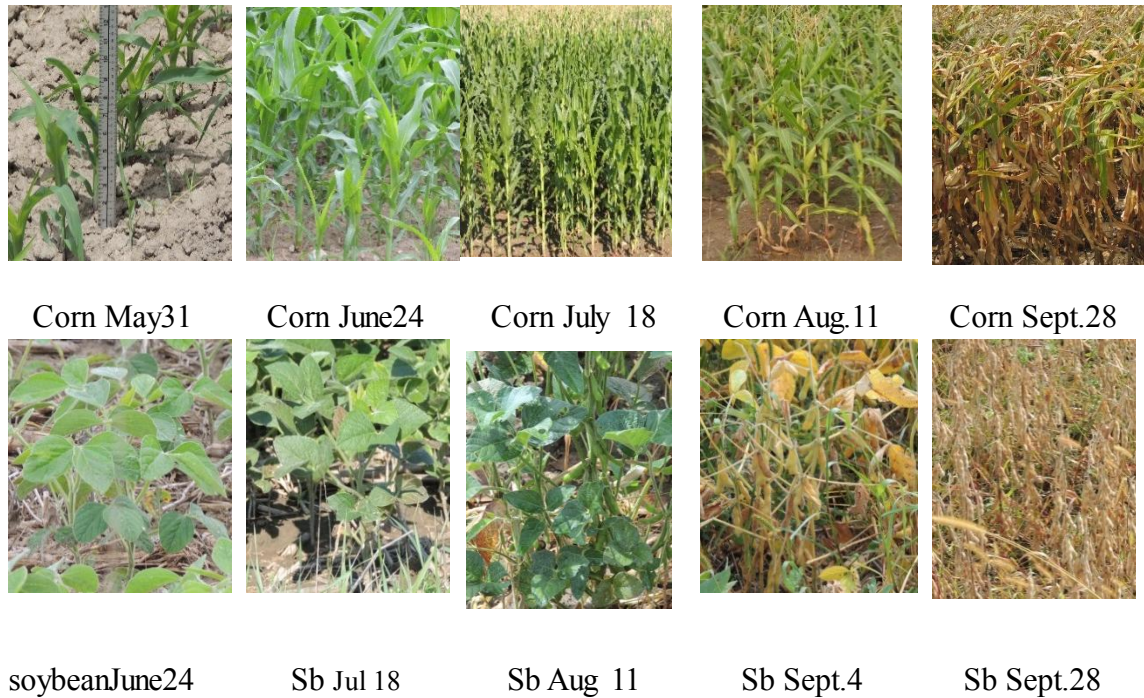 Corn May31 Corn June24 Corn July 18 Corn Aug.11 Corn Sept.28
soybeanJune24 Sb Jul 18 Sb Aug 11 Sb Sept.4 Sb Sept.28